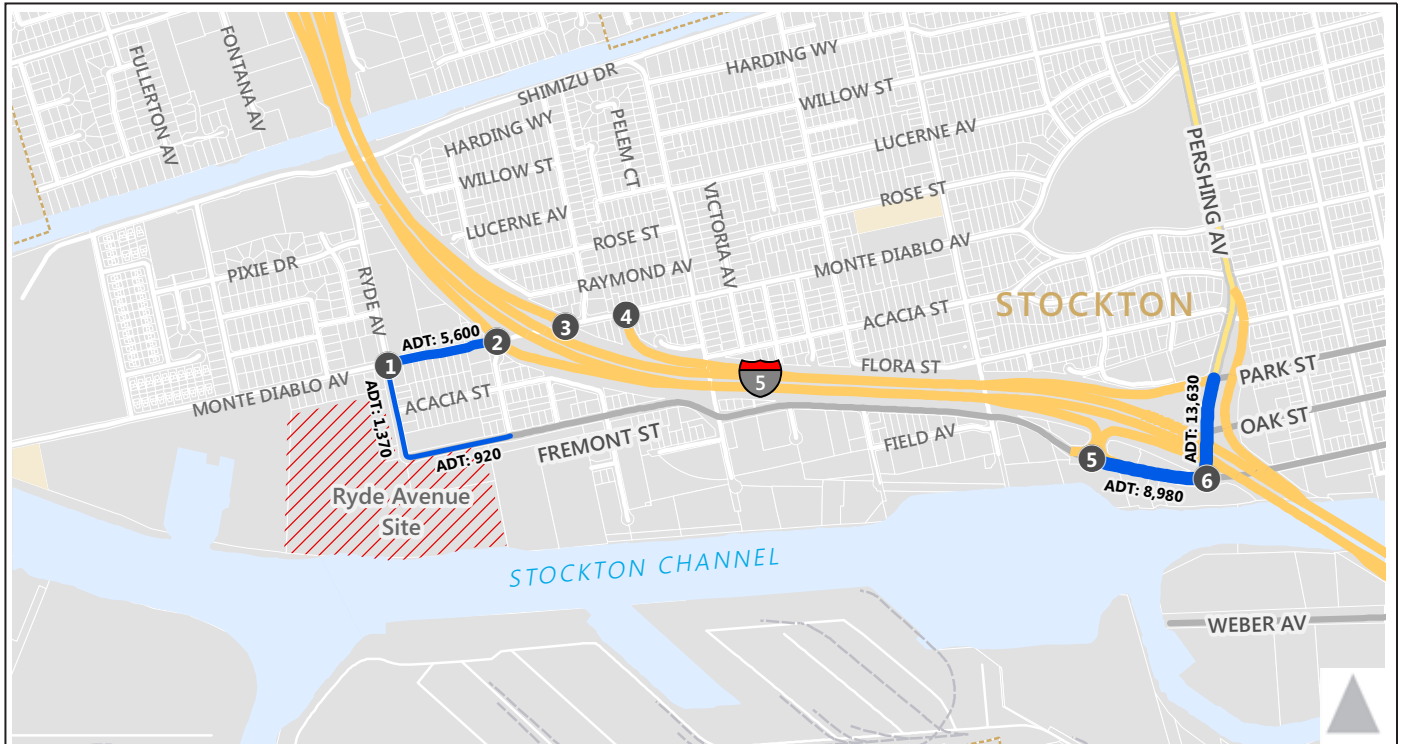 FULLERTON AV
FONTANA AV
SHIMIZU DR
HARDING WY
HARDING WY
WILLOW ST
PELEM CT
LUCERNE AV
PERSHING AV
WILLOW ST
ROSE ST
LUCERNE AV
VICTORIA AV
ROSE ST
MONTE DIABLO AV
PIXIE DR
RYDE AV
RAYMOND AV
STOCKTON
ACACIA ST
4
3
ADT: 5,600
2
1
5
FLORA ST
PARK ST
MONTE DIABLO AV
ACACIA ST
ADT: 1,370
ADT: 13,630
OAK ST
FREMONT ST
FIELD AV
ADT: 920
5
6
ADT: 8,980
Ryde Avenue
Site
STOCKTON CHANNEL
WEBER AV